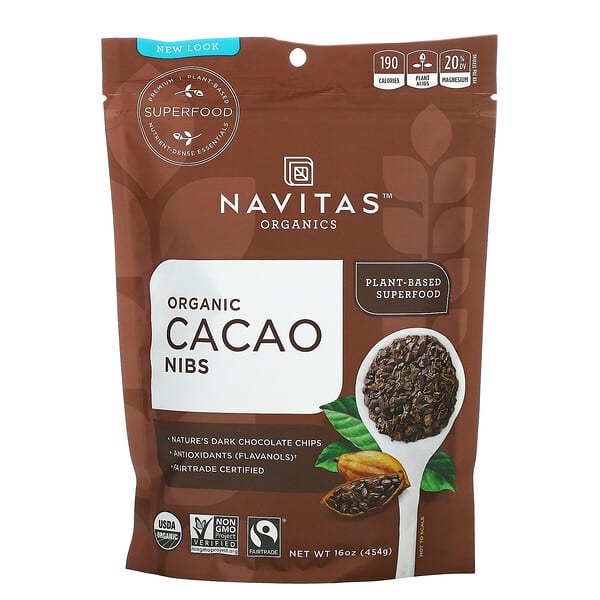 NEW LOOK
PREMIUM | PLANT-BASED
SUPERFOOD
NUTRIENT-DENSE ESSENTIALS
190
CALORIES
PLANT
ACIDS
20% DV
MAGNESIUM
NAVITAS™
ORGANICS
PLANT-BASED
SUPERFOOD
ORGANIC
CACAO
NIBS
• NATURE'S DARK CHOCOLATE CHIPS
• ANTIOXIDANTS (FLAVANOLS)†
• FAIRTRADE CERTIFIED
USDA
ORGANIC
NON
GMO
Project
VERIFIED
nongmoproject.org
FAIRTRADE
NET WT 16oz (454g)
NOT TO SCALE